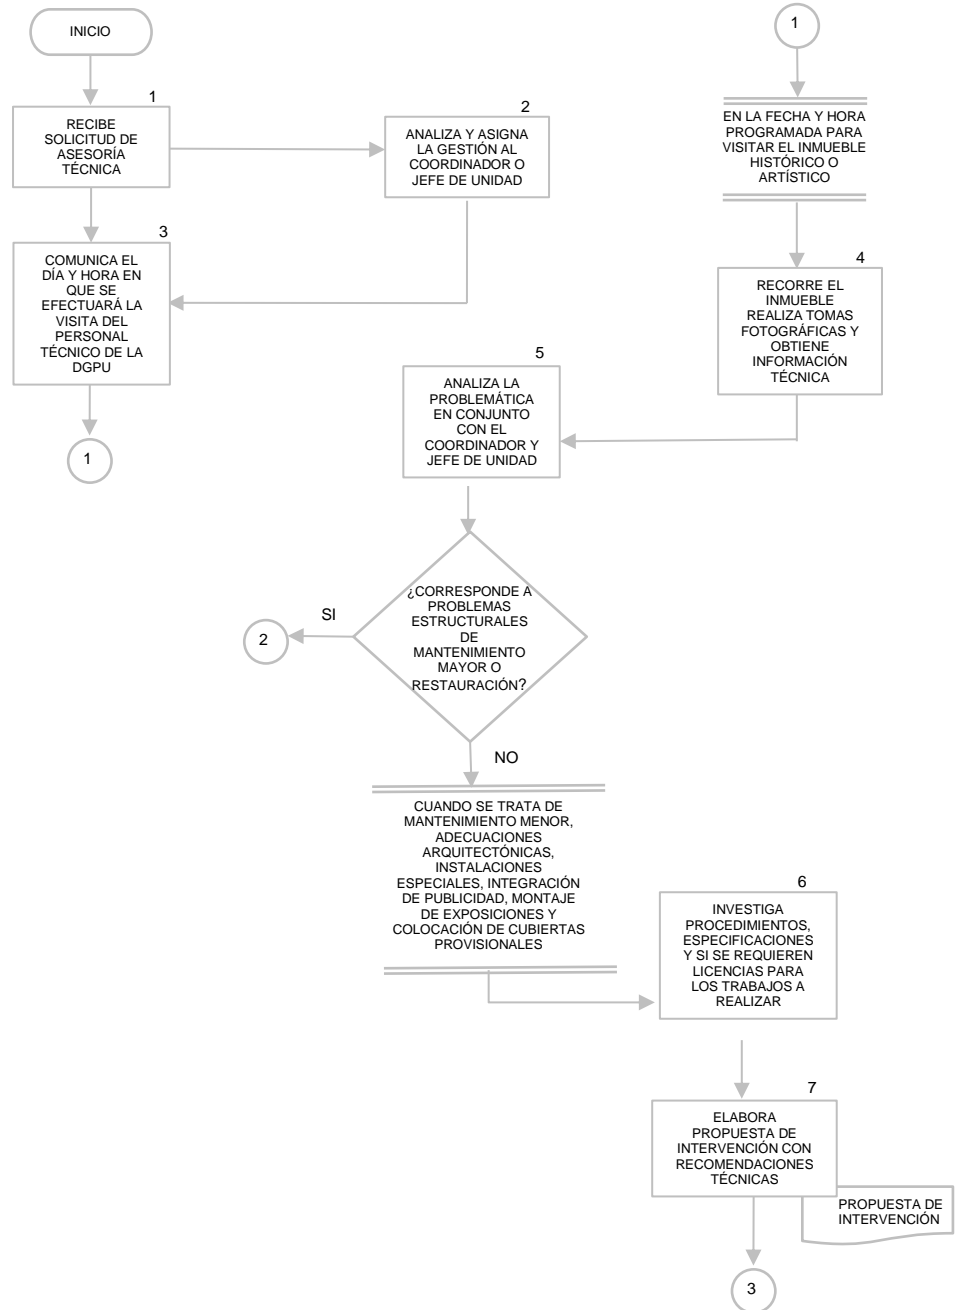 INICIO
1
RECIBE
SOLICITUD DE
ASESORÍA
TÉCNICA
2
ANALIZA Y ASIGNA
LA GESTIÓN AL
COORDINADOR O
JEFE DE UNIDAD
3
COMUNICA EL
DÍA Y HORA EN
QUE SE
EFECTUARÁ LA
VISITA DEL
PERSONAL
TÉCNICO DE LA
DGPU
1
1
EN LA FECHA Y HORA
PROGRAMADA PARA
VISITAR EL INMUEBLE
HISTÓRICO O
ARTÍSTICO
4
RECORRE EL
INMUEBLE
REALIZA TOMAS
FOTOGRÁFICAS Y
OBTIENE
INFORMACIÓN
TÉCNICA
5
ANALIZA LA
PROBLEMÁTICA
EN CONJUNTO
CON EL
COORDINADOR Y
JEFE DE UNIDAD
¿CORRESPONDE A
PROBLEMAS
ESTRUCTURALES
DE
MANTENIMIENTO
MAYOR O
RESTAURACIÓN?
SI
2
NO
CUANDO SE TRATA DE
MANTENIMIENTO MENOR,
ADECUACIONES
ARQUITECTÓNICAS,
INSTALACIONES
ESPECIALES, INTEGRACIÓN
DE PUBLICIDAD, MONTAJE
DE EXPOSICIONES Y
COLOCACIÓN DE CUBIERTAS
PROVISIONALES
6
INVESTIGA
PROCEDIMIENTOS,
ESPECIFICACIONES
Y SI SE REQUIEREN
LICENCIAS PARA
LOS TRABAJOS A
REALIZAR
7
ELABORA
PROPUESTA DE
INTERVENCIÓN CON
RECOMENDACIONES
TÉCNICAS
PROPUESTA DE
INTERVENCIÓN
3